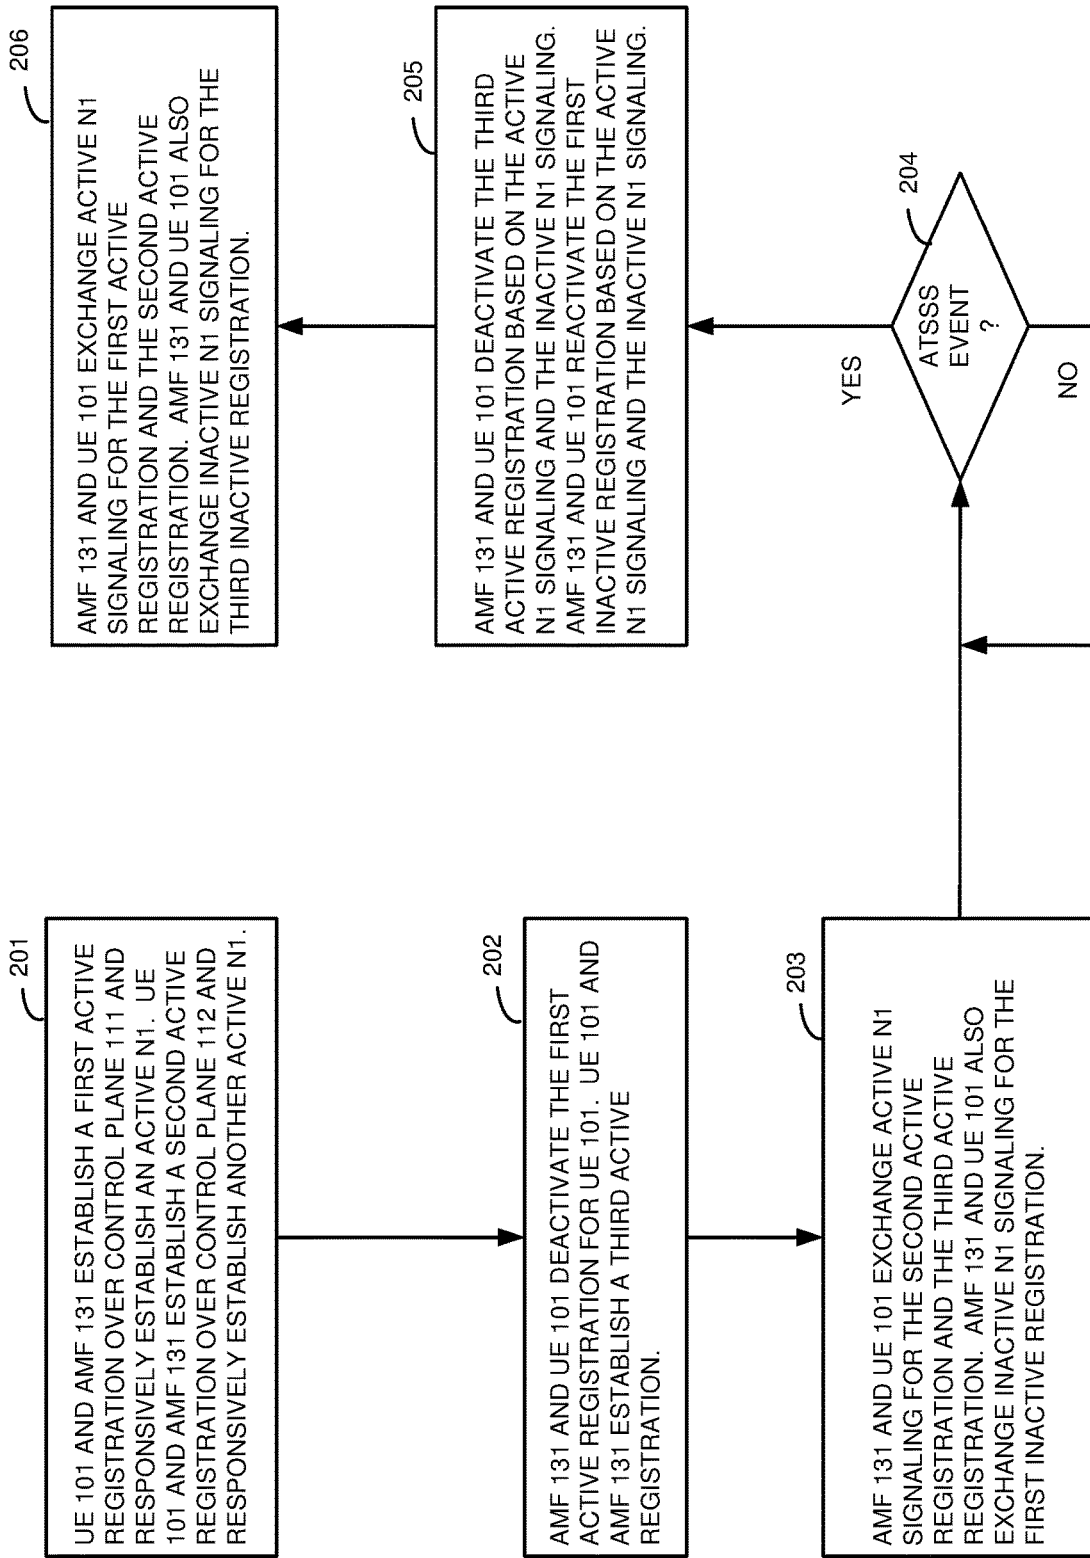 201
UE 101 AND AMF 131 ESTABLISH A FIRST ACTIVE
REGISTRATION OVER CONTROL PLANE 111 AND
RESPONSIVELY ESTABLISH AN ACTIVE N1. UE
101 AND AMF 131 ESTABLISH A SECOND ACTIVE
REGISTRATION OVER CONTROL PLANE 112 AND
RESPONSIVELY ESTABLISH ANOTHER ACTIVE N1.
202
AMF 131 AND UE 101 DEACTIVATE THE FIRST
ACTIVE REGISTRATION FOR UE 101. UE 101 AND
AMF 131 ESTABLISH A THIRD ACTIVE
REGISTRATION.
203
AMF 131 AND UE 101 EXCHANGE ACTIVE N1
SIGNALING FOR THE SECOND ACTIVE
REGISTRATION AND THE THIRD ACTIVE
REGISTRATION. AMF 131 AND UE 101 ALSO
EXCHANGE INACTIVE N1 SIGNALING FOR THE
FIRST INACTIVE REGISTRATION.
204
ATSSS
EVENT
?
YES
NO
205
AMF 131 AND UE 101 DEACTIVATE THE THIRD
ACTIVE REGISTRATION BASED ON THE ACTIVE
N1 SIGNALING AND THE INACTIVE N1 SIGNALING.
AMF 131 AND UE 101 REACTIVATE THE FIRST
INACTIVE REGISTRATION BASED ON THE ACTIVE
N1 SIGNALING AND THE INACTIVE N1 SIGNALING.
206
AMF 131 AND UE 101 EXCHANGE ACTIVE N1
SIGNALING FOR THE FIRST ACTIVE
REGISTRATION AND THE SECOND ACTIVE
REGISTRATION. AMF 131 AND UE 101 ALSO
EXCHANGE INACTIVE N1 SIGNALING FOR THE
THIRD INACTIVE REGISTRATION.